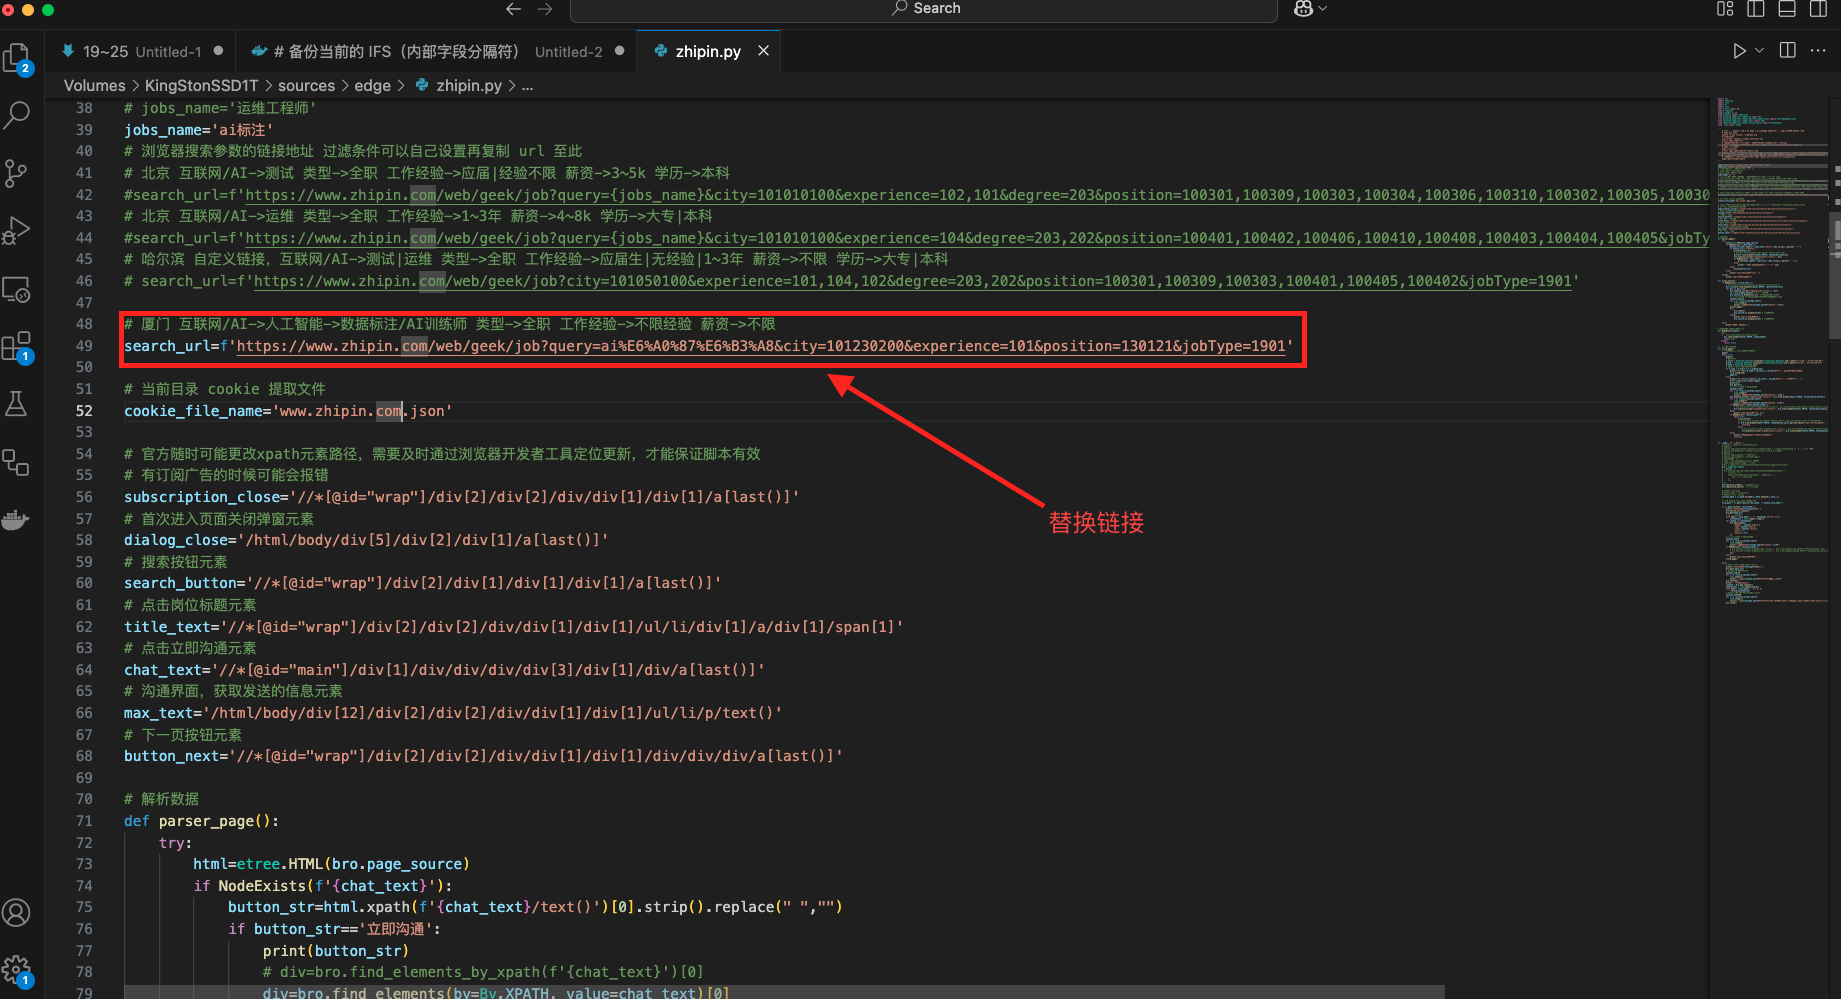 Search
19~25 Untitled-1
# 备份当前的 IFS（内部字段分隔符） Untitled-2
zhipin.py
Volumes > KingStonSSD1T > sources > edge > zhipin.py > ...
2
1
1
38 # jobs_name='运维工程师'
39 jobs_name='ai标注'
40 # 浏览器搜索参数的链接地址 过滤条件可以自己设置再复制 url 至此
41 # 北京 互联网/AI->测试 类型->全职 工作经验->应届|经验不限 薪资->3~5k 学历->本科
42 #search_url=f'https://www.zhipin.com/web/geek/job?query={jobs_name}&city=101010100&experience=102,101&degree=203&position=100301,100309,100303,100304,100306,100310,100302,100305,10030
43 # 北京 互联网/AI->运维 类型->全职 工作经验->1~3年 薪资->4~8k 学历->大专|本科
44 #search_url=f'https://www.zhipin.com/web/geek/job?query={jobs_name}&city=101010100&experience=104&degree=203,202&position=100401,100402,100406,100410,100408,100403,100404,100405&jobTy
45 # 哈尔滨 自定义链接，互联网/AI->测试|运维 类型->全职 工作经验->应届生|无经验|1~3年 薪资->不限 学历->大专|本科
46 # search_url=f'https://www.zhipin.com/web/geek/job?city=101050100&experience=101,104,102&degree=203,202&position=100301,100309,100303,100401,100405,100402&jobType=1901'
47
48 # 厦门 互联网/AI->人工智能->数据标注/AI训练师 类型->全职 工作经验->不限经验 薪资->不限
49 search_url=f'https://www.zhipin.com/web/geek/job?query=ai%E6%A0%87%E6%B3%A8&city=101230200&experience=101&position=130121&jobType=1901'
50
51 # 当前目录 cookie 提取文件
52 cookie_file_name='www.zhipin.com.json'
53
54 # 官方随时可能更改xpath元素路径，需要及时通过浏览器开发者工具定位更新，才能保证脚本有效
55 # 有订阅广告的时候可能会报错
56 subscription_close='//*[@id="wrap"]/div[2]/div[2]/div/div[1]/div[1]/a[last()]'
57 # 首次进入页面关闭弹窗元素
58 dialog_close='/html/body/div[5]/div[2]/div[1]/a[last()]'
59 # 搜索按钮元素
60 search_button='//*[@id="wrap"]/div[2]/div[1]/div[1]/div[1]/a[last()]'
61 # 点击岗位标题元素
62 title_text='//*[@id="wrap"]/div[2]/div[2]/div/div[1]/div[1]/ul/li/div[1]/a/div[1]/span[1]'
63 # 点击立即沟通元素
64 chat_text='//*[@id="main"]/div[1]/div/div/div/div[3]/div[1]/div/a[last()]'
65 # 沟通界面，获取发送的信息元素
66 max_text='/html/body/div[12]/div[2]/div[2]/div/div[1]/div[1]/ul/li/p/text()'
67 # 下一页按钮元素
68 button_next='//*[@id="wrap"]/div[2]/div[2]/div/div[1]/div[1]/div/div/div/a[last()]'
69
70 # 解析数据
71 def parser_page():
72 try:
73 html=etree.HTML(bro.page_source)
74 if NodeExists(f'{chat_text}'):
75 button_str=html.xpath(f'{chat_text}/text()')[0].strip().replace(" ","")
76 if button_str=='立即沟通':
77 print(button_str)
78 # div=bro.find_elements_by_xpath(f'{chat_text}')[0]
79 div=bro.find_elements(by=By.XPATH, value=chat_text)[0]
替换链接